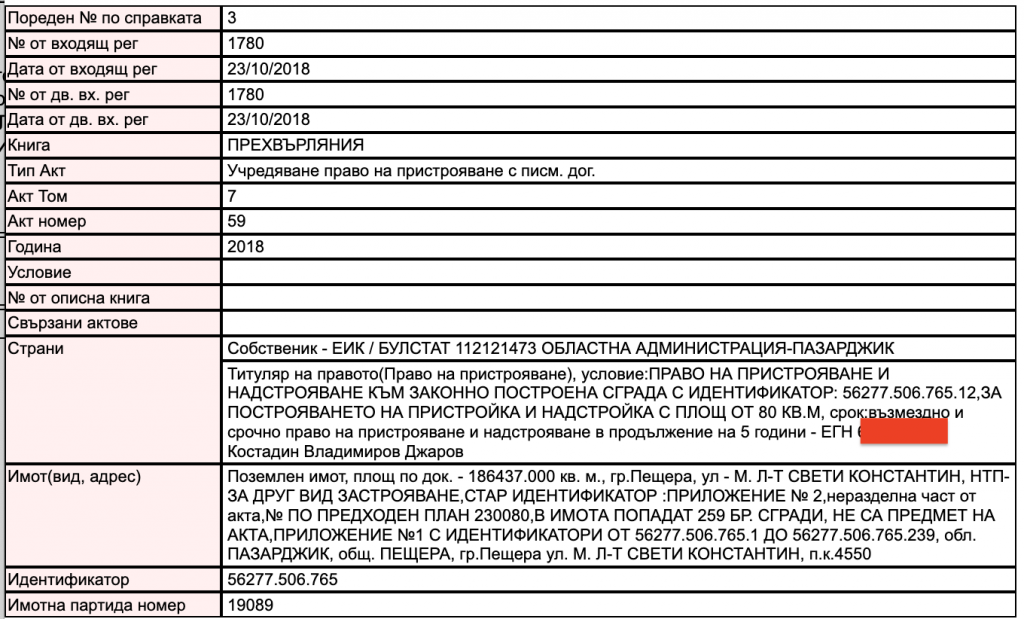 Пореден № по справката 3
№ от входящ рег 1780
Дата от входящ рег 23/10/2018
№ от дв. вх. рег 1780
Дата от дв. вх. рег 23/10/2018
Книга ПРЕХВЪРЛЯНИЯ
Тип Акт Учредяване право на пристрояване с писм. дог.
Акт Том 7
Акт номер 59
Година 2018
Условие
№ от описна книга
Свързани актове
Страни Собственик - ЕИК / БУЛСТАТ 112121473 ОБЛАСТНА АДМИНИСТРАЦИЯ-ПАЗАРДЖИК
Титуляр на правото(Право на пристрояване), условие:ПРАВО НА ПРИСТРОЯВАНЕ И
НАДСТРОЯВАНЕ КЪМ ЗАКОННО ПОСТРОЕНА СГРАДА С ИДЕНТИФИКАТОР: 56277.506.765.12,ЗА
ПОСТРОЯВАНЕТО НА ПРИСТРОЙКА И НАДСТРОЙКА С ПЛОЩ ОТ 80 КВ.М, срок:възмездно и
срочно право на пристрояване и надстрояване в продължение на 5 години - ЕГН
Костадин Владимиров Джаров
Имот(вид, адрес) Поземлен имот, площ по док. - 186437.000 кв. м., гр.Пещера, ул - М. Л-Т СВЕТИ КОНСТАНТИН, НТП-
ЗА ДРУГ ВИД ЗАСТРОЯВАНЕ,СТАР ИДЕНТИФИКАТОР :ПРИЛОЖЕНИЕ № 2,неразделна част от
акта,№ ПО ПРЕДХОДЕН ПЛАН 230080,В ИМОТА ПОПАДАТ 259 БР. СГРАДИ, НЕ СА ПРЕДМЕТ НА
АКТА,ПРИЛОЖЕНИЕ №1 С ИДЕНТИФИКАТОРИ ОТ 56277.506.765.1 ДО 56277.506.765.239, обл.
ПАЗАРДЖИК, общ. ПЕЩЕРА, гр.Пещера ул. М. Л-Т СВЕТИ КОНСТАНТИН, п.к.4550
Идентификатор 56277.506.765
Имотна партида номер 19089